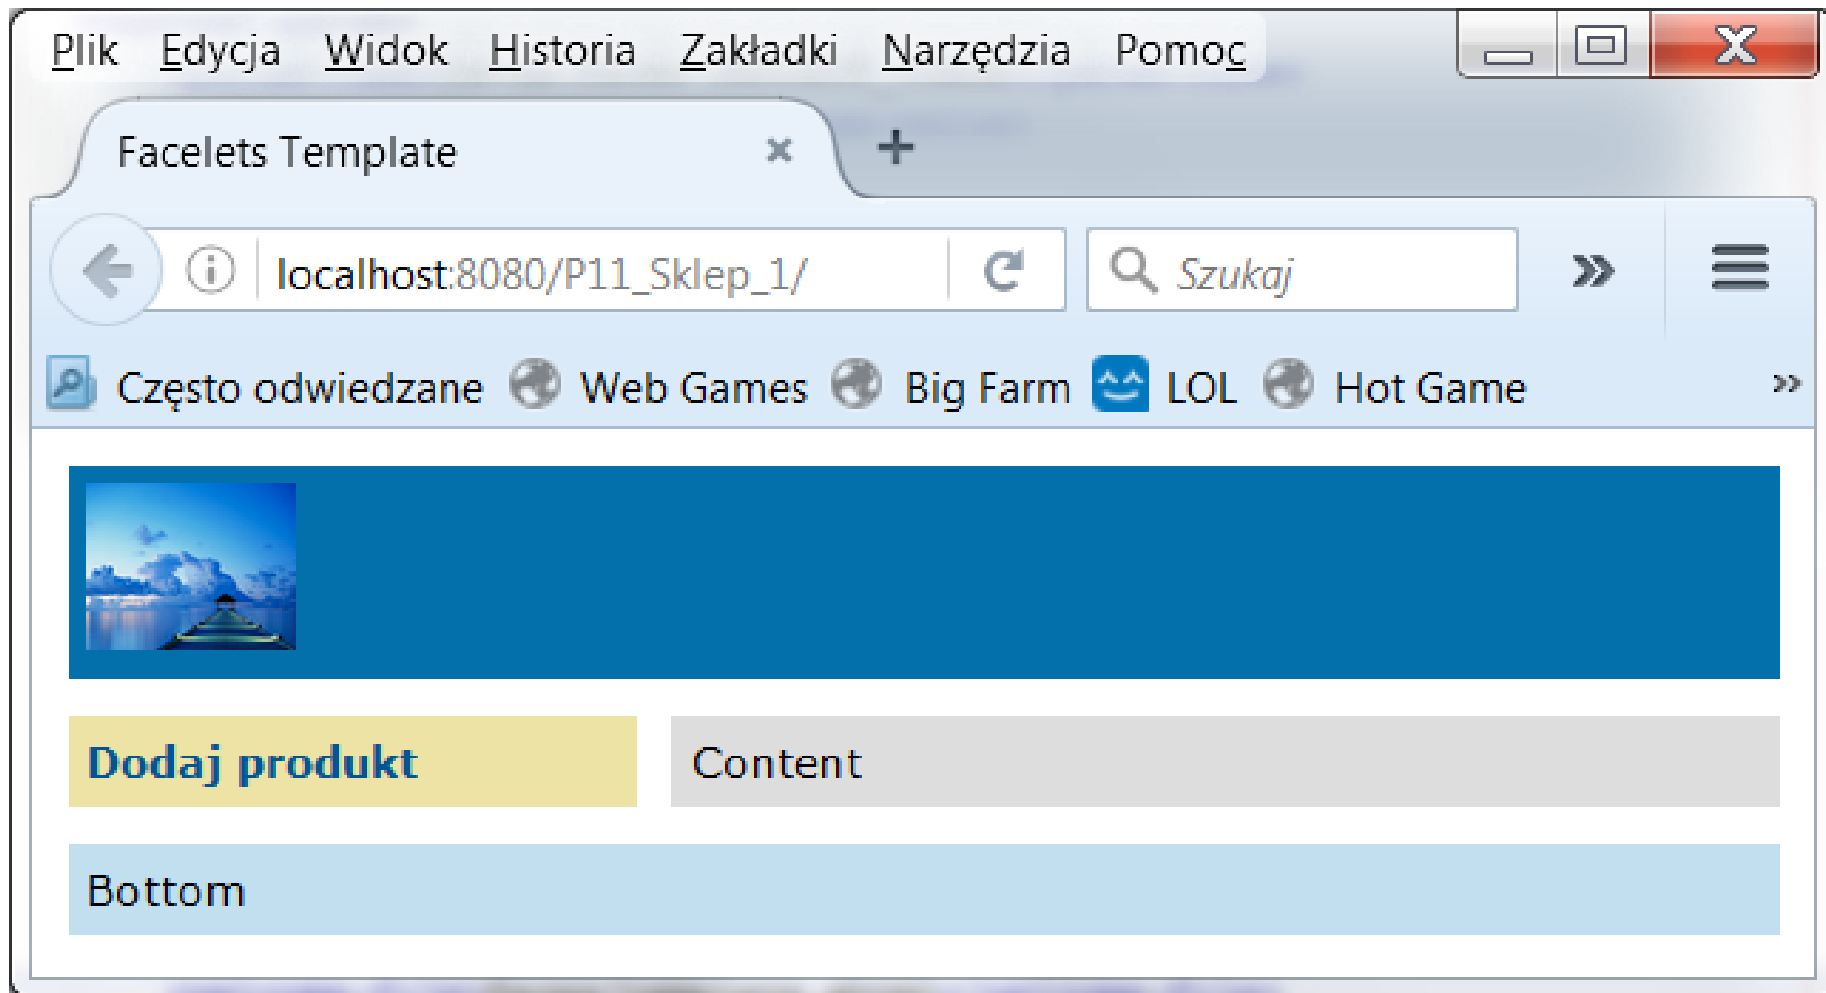 Plik Edycja Widok Historia Zakładki Narzędzia Pomoc
Facelets Template
localhost:8080/P11_Sklep_1/
Szukaj
Często odwiedzane Web Games Big Farm LOL Hot Game
Dodaj produkt
Content
Bottom